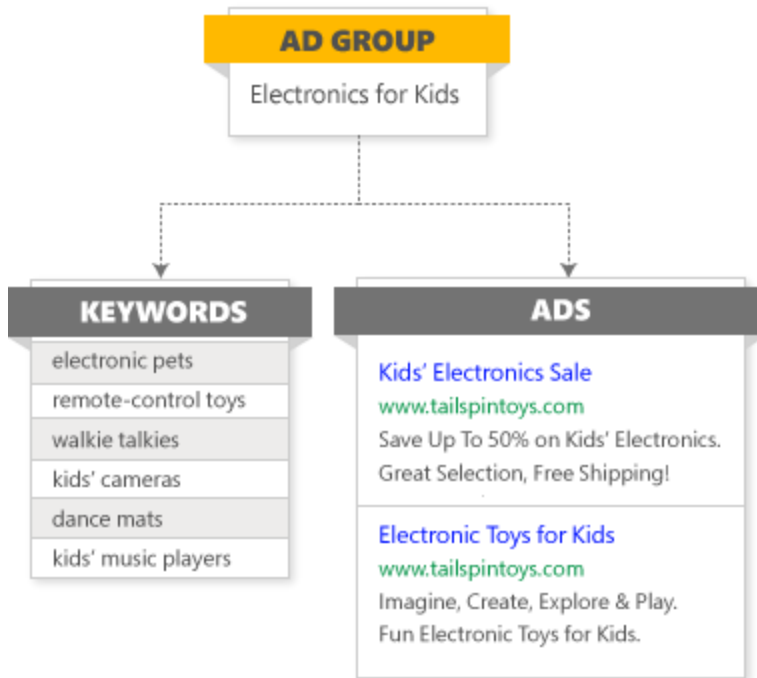 AD GROUP
Electronics for Kids
KEYWORDS
electronic pets
remote-control toys
walkie talkies
kids’ cameras
dance mats
kids’ music players
ADS
Kids’ Electronics Sale
www.tailspintoys.com
Save Up To 50% on Kids’ Electronics.
Great Selection, Free Shipping!
Electronic Toys for Kids
www.tailspintoys.com
Imagine, Create, Explore & Play.
Fun Electronic Toys for Kids.